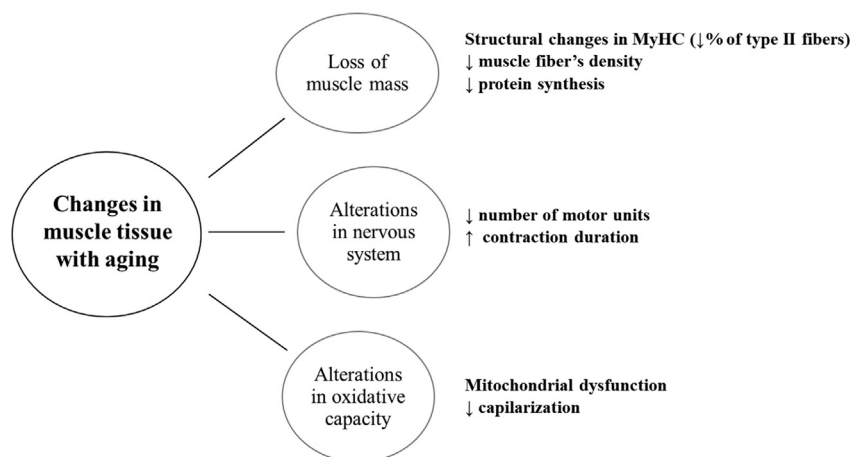 Changes in
muscle tissue
with aging
Loss of
muscle mass
Structural changes in MyHC (↓% of type II fibers)
↓ muscle fiber's density
↓ protein synthesis
Alterations
in nervous
system
↓ number of motor units
↑ contraction duration
Alterations
in oxidative
capacity
Mitochondrial dysfunction
↓ capilarization